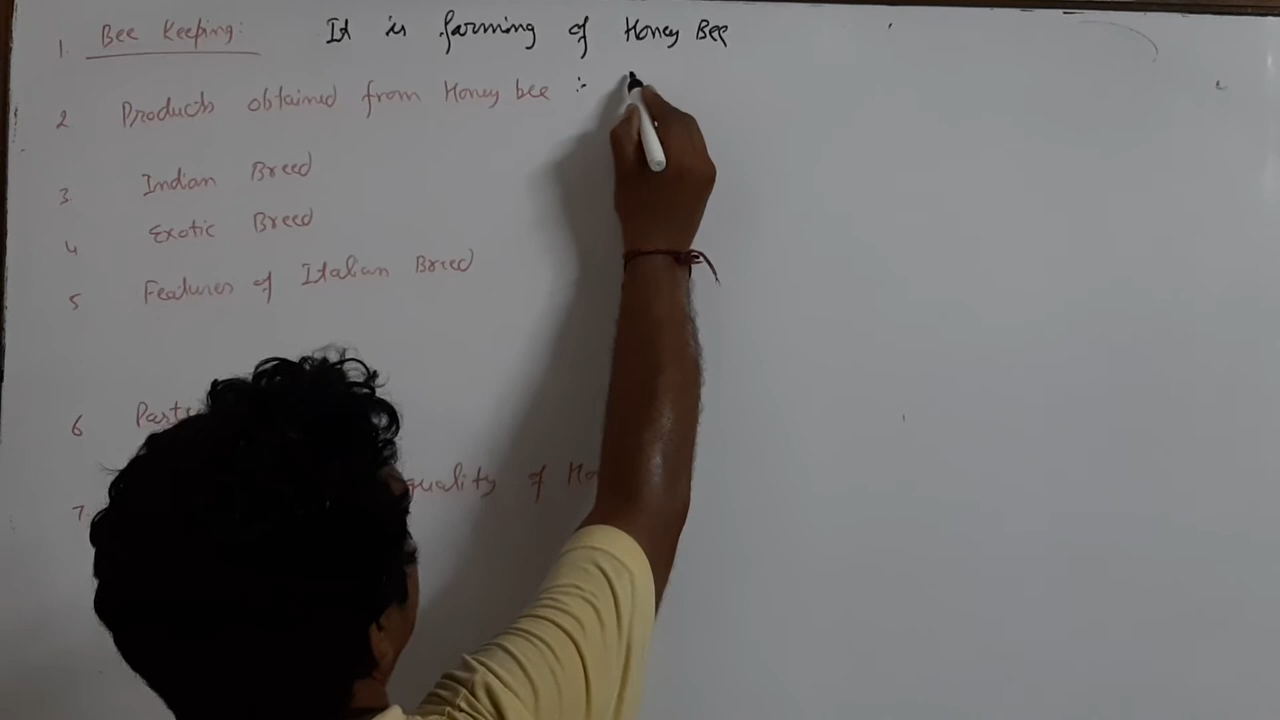 1. Bee Keeping: It is farming of Honey Bee
2 Products obtained from Honey bee :-
3. Indian Breed
4 Exotic Breed
5 Features of Italian Breed
6
7. quality of